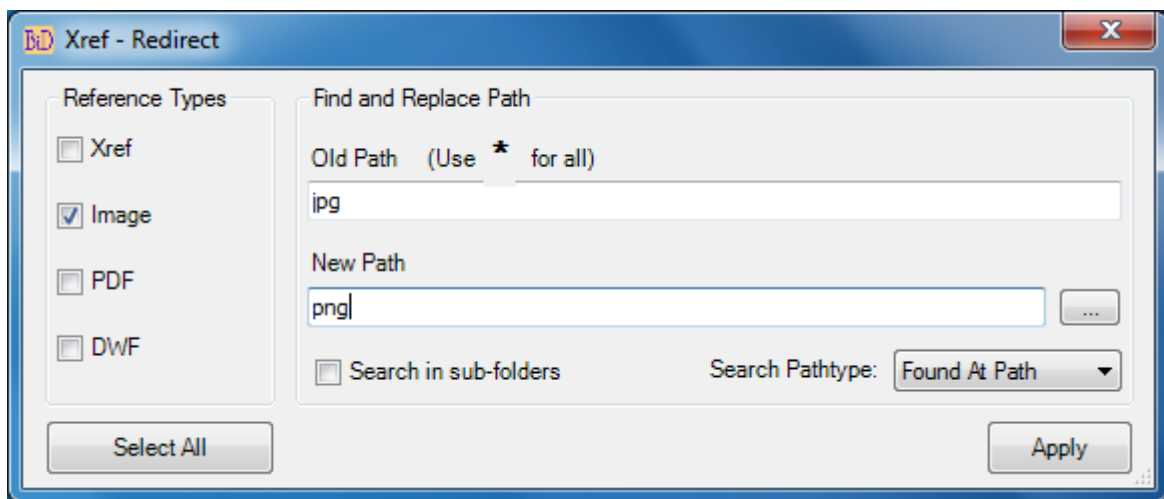 BiD Xref - Redirect
Reference Types
Xref
Image
PDF
DWF
Select All
Find and Replace Path
Old Path (Use * for all)
jpg
New Path
png
...
Search in sub-folders
Search Pathtype: Found At Path
Apply